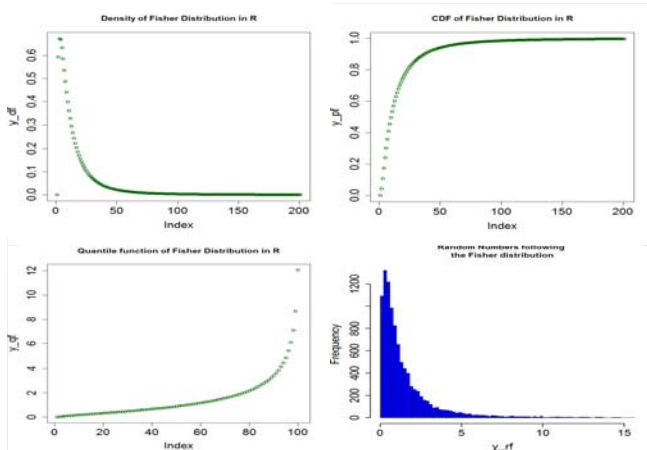 Density of Fisher Distribution in R
y_df
0.0 0.1 0.2 0.3 0.4 0.5 0.6
0 50 100 150 200
Index
CDF of Fisher Distribution in R
y_pf
0.0 0.2 0.4 0.6 0.8 1.0
0 50 100 150 200
Index
Quantile function of Fisher Distribution in R
y_qf
0 2 4 6 8 10 12
0 20 40 60 80 100
Index
Random Numbers following
the Fisher distribution
Frequency
0 200 400 600 800 1200
0 5 10 15
y_rf